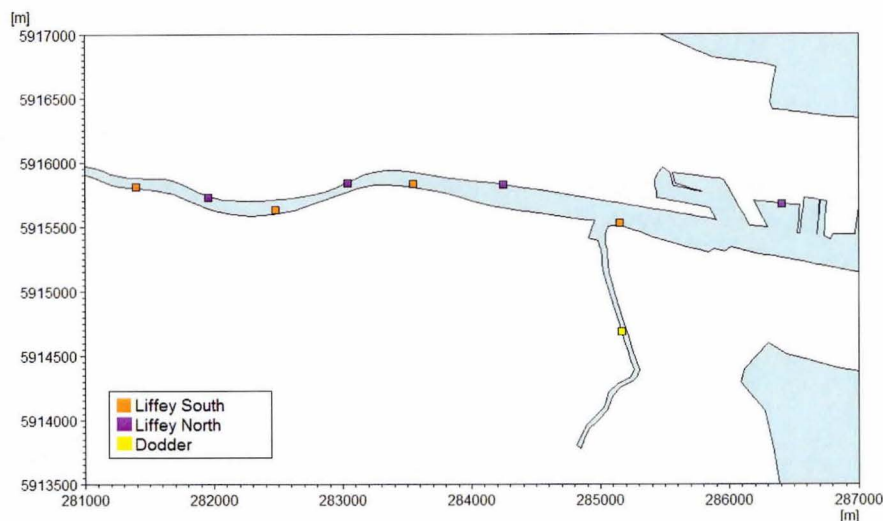 [m]
5917000
5916500
5916000
5915500
5915000
5914500
5914000
5913500
Liffey South
Liffey North
Dodder
281000 282000 283000 284000 285000 286000 287000
[m]